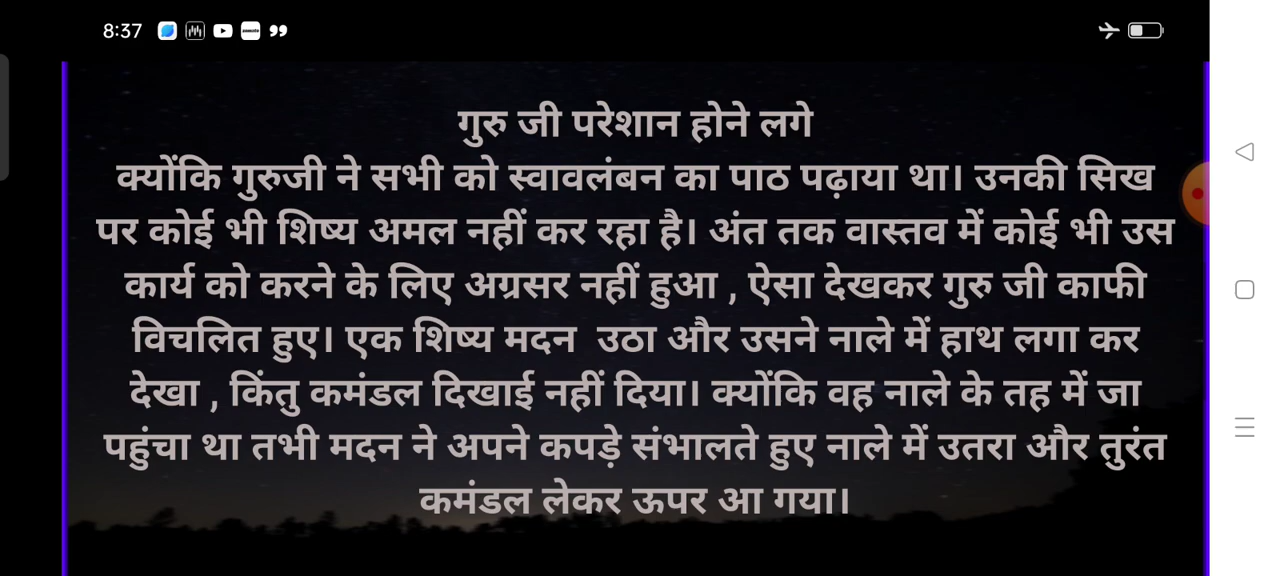 8:37
गुरु जी परेशान होने लगे
क्योंकि गुरुजी ने सभी को स्वावलंबन का पाठ पढ़ाया था। उनकी सिख
पर कोई भी शिष्य अमल नहीं कर रहा है। अंत तक वास्तव में कोई भी उस
कार्य को करने के लिए अग्रसर नहीं हुआ , ऐसा देखकर गुरु जी काफी
विचलित हुए। एक शिष्य मदन  उठा और उसने नाले में हाथ लगा कर
देखा , किंतु कमंडल दिखाई नहीं दिया। क्योंकि वह नाले के तह में जा
पहुंचा था तभी मदन ने अपने कपड़े संभालते हुए नाले में उतरा और तुरंत
कमंडल लेकर ऊपर आ गया।